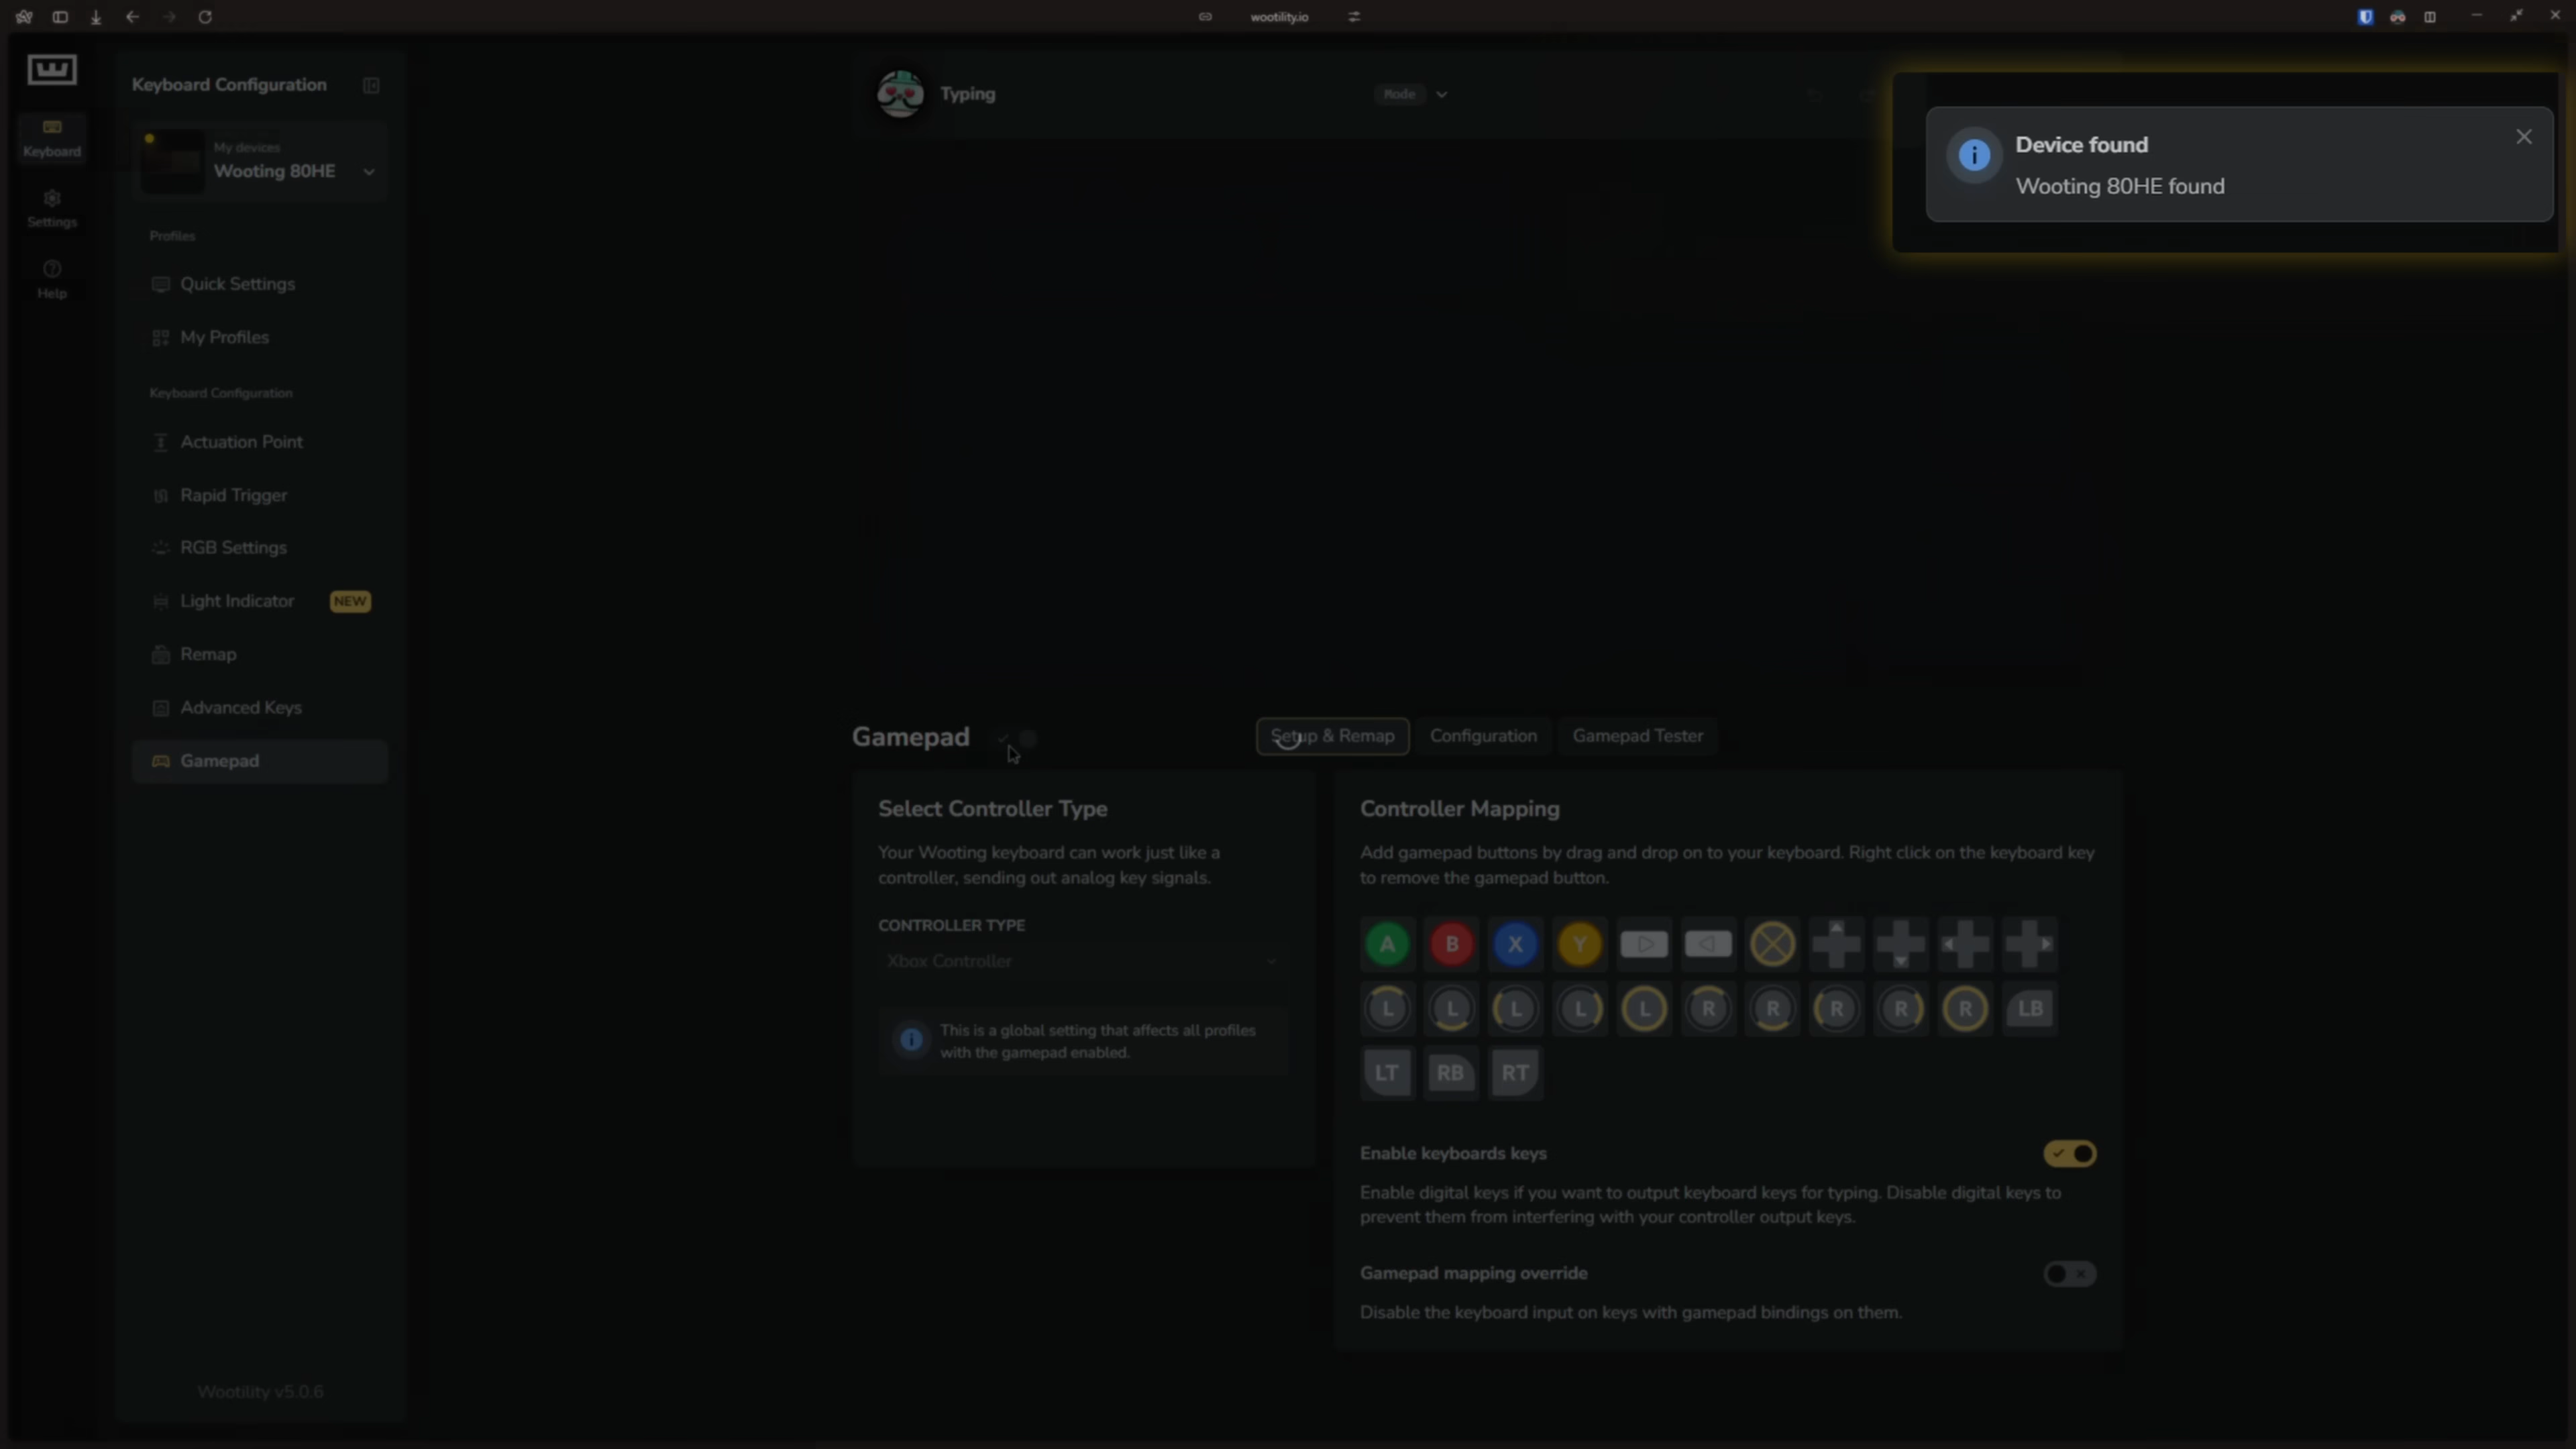 wootility.io
Keyboard
Settings
Help
Keyboard Configuration
My devices
Wooting 80HE
Profiles
Quick Settings
My Profiles
Keyboard Configuration
Actuation Point
Rapid Trigger
RGB Settings
Light Indicator NEW
Remap
Advanced Keys
Gamepad
Wootility v5.0.6
Typing
Mode
Device found
Wooting 80HE found
Gamepad
Setup & Remap
Configuration
Gamepad Tester
Select Controller Type
Your Wooting keyboard can work just like a
controller, sending out analog key signals.
CONTROLLER TYPE
Xbox Controller
This is a global setting that affects all profiles
with the gamepad enabled.
Controller Mapping
Add gamepad buttons by drag and drop on to your keyboard. Right click on the keyboard key
to remove the gamepad button.
A B X Y
L L L L L R R R R R LB
LT RB RT
Enable keyboards keys
Enable digital keys if you want to output keyboard keys for typing. Disable digital keys to
prevent them from interfering with your controller output keys.
Gamepad mapping override
Disable the keyboard input on keys with gamepad bindings on them.